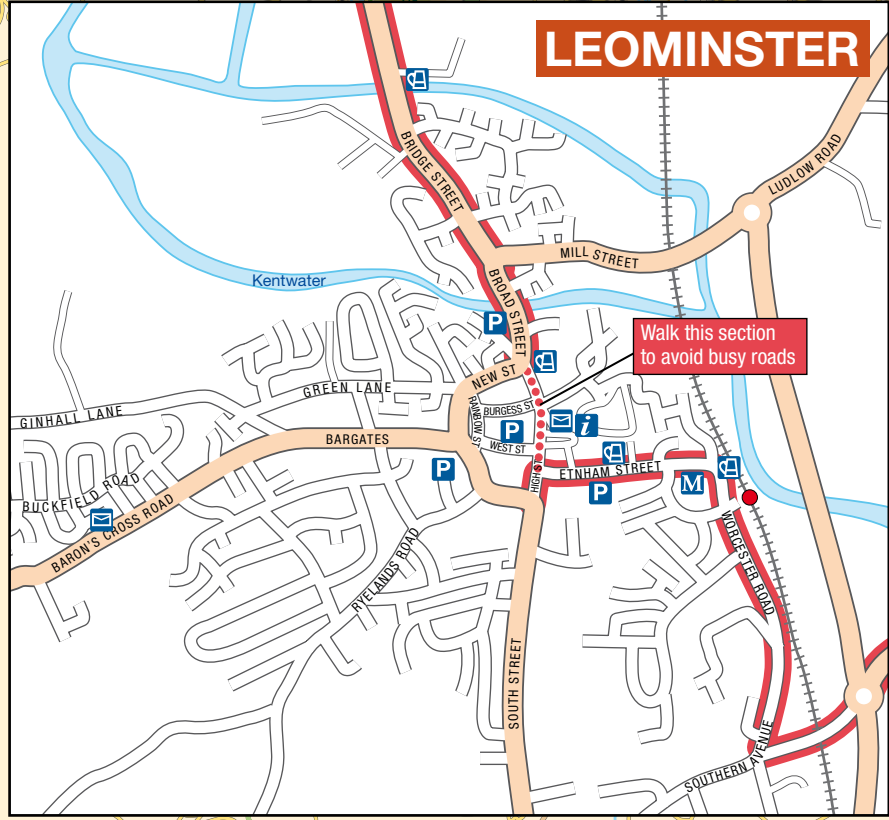 LEOMINSTER
BRIDGE STREET
LUDLOW ROAD
MILL STREET
Kentwater
BROAD STREET
P
Walk this section
to avoid busy roads
NEW ST
GREEN LANE
RAINBOW ST
BURGESS ST
GINHALL LANE
i
P
BARGATES
WEST ST
HIGH ST
ETNHAM STREET
P
M
P
BUCKFIELD ROAD
BARON'S CROSS ROAD
WORCESTER ROAD
RYELANDS ROAD
SOUTH STREET
SOUTHERN AVENUE